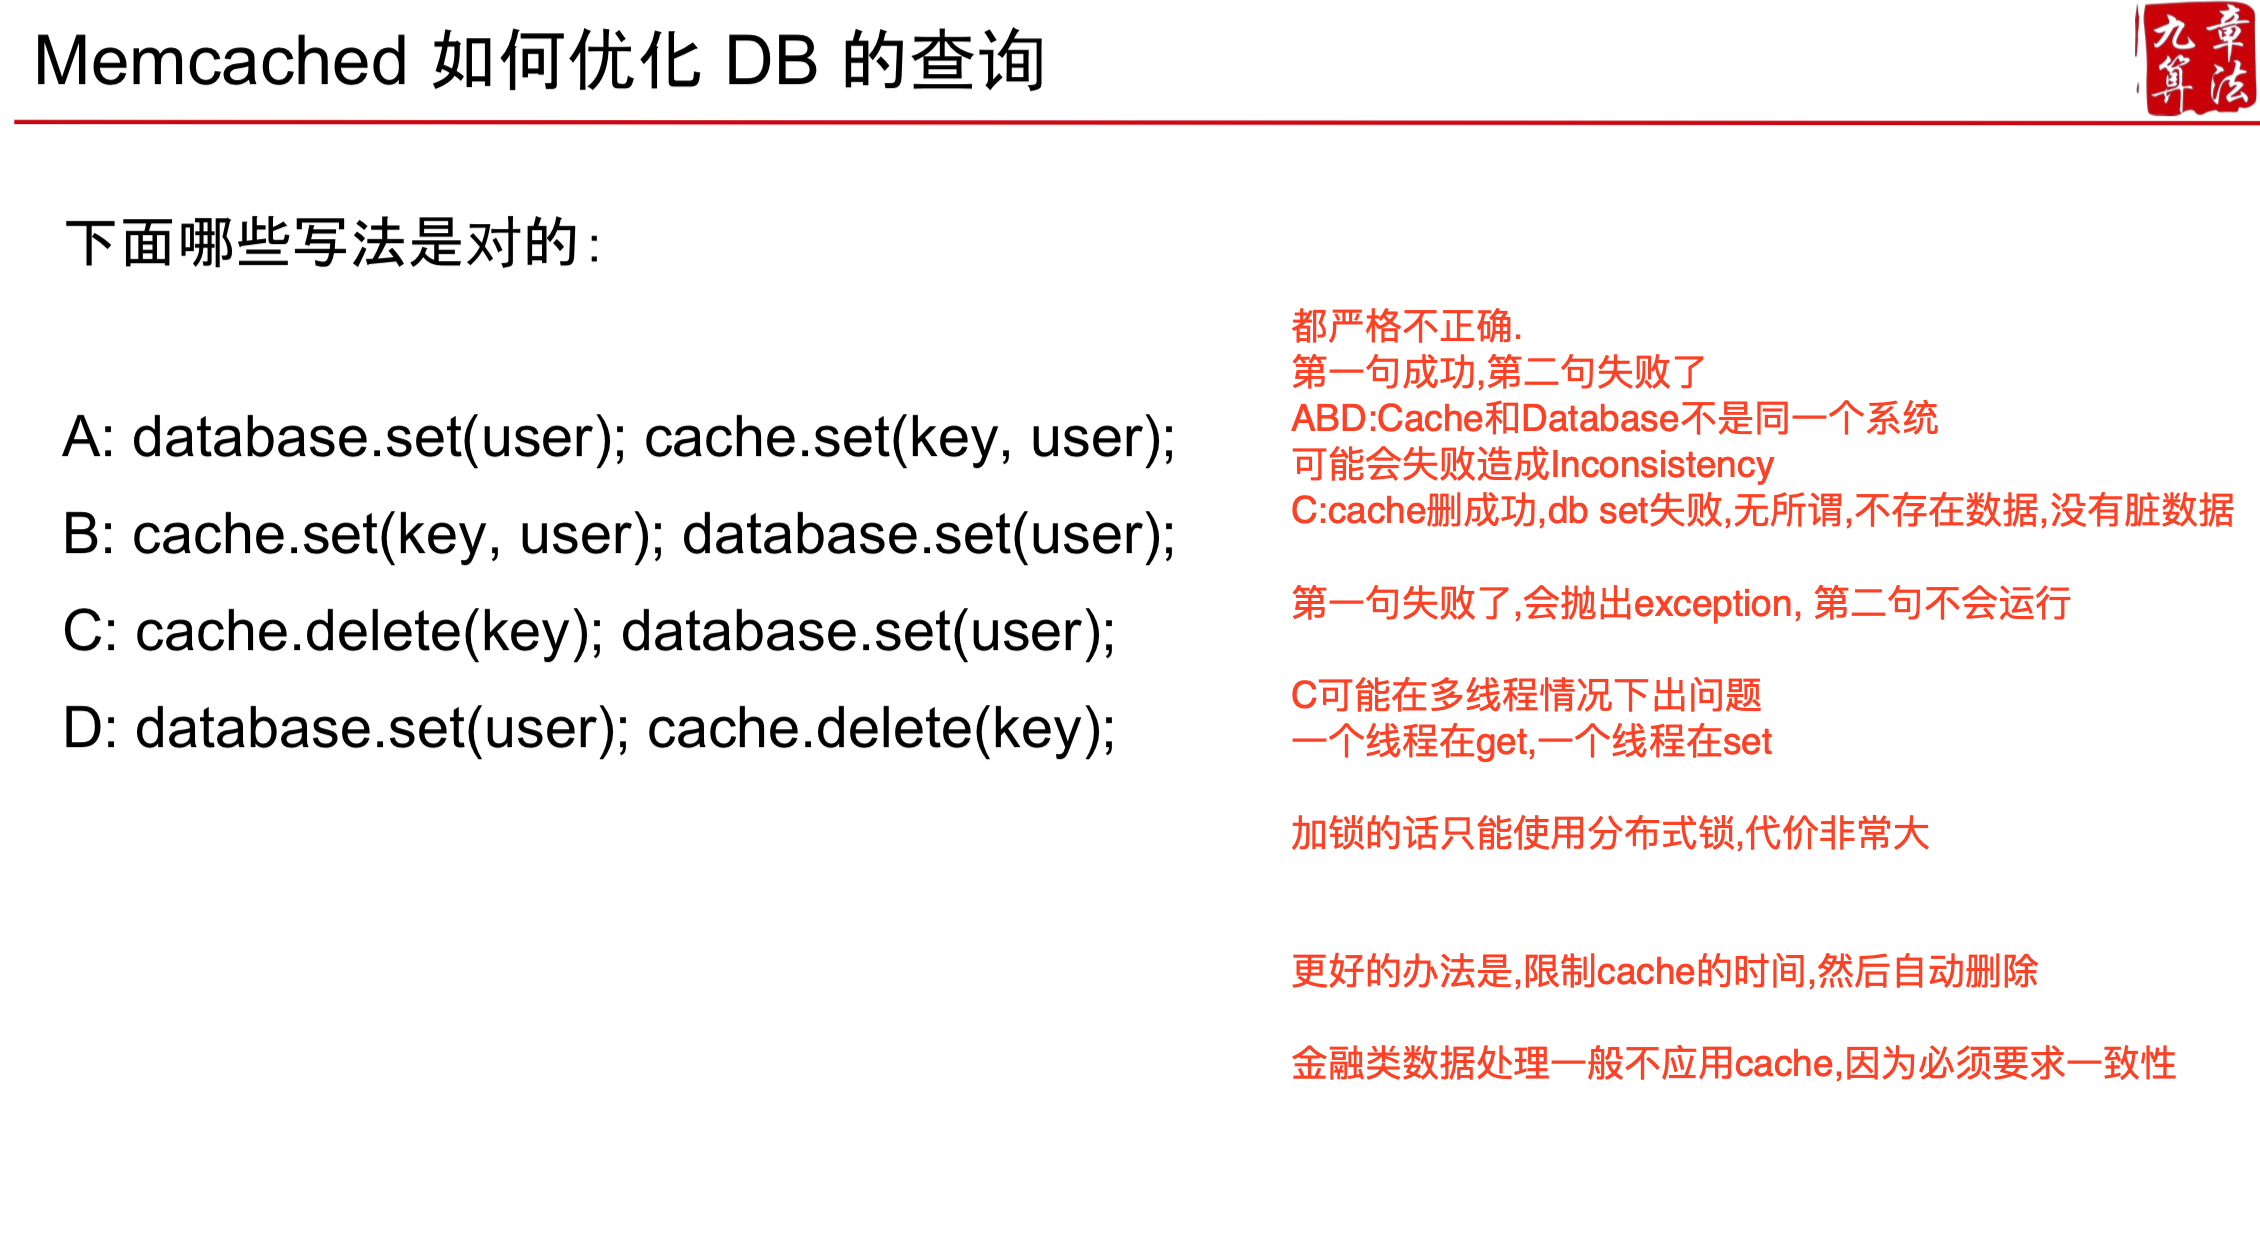 Memcached 如何优化 DB 的查询
九章算法
下面哪些写法是对的:
A: database.set(user); cache.set(key, user);
B: cache.set(key, user); database.set(user);
C: cache.delete(key); database.set(user);
D: database.set(user); cache.delete(key);
都严格不正确.
第一句成功,第二句失败了
ABD:Cache和Database不是同一个系统
可能会失败造成Inconsistency
C:cache删成功,db set失败,无所谓,不存在数据,没有脏数据
第一句失败了,会抛出exception, 第二句不会运行
C可能在多线程情况下出问题
一个线程在get,一个线程在set
加锁的话只能使用分布式锁,代价非常大
更好的办法是,限制cache的时间,然后自动删除
金融类数据处理一般不应用cache,因为必须要求一致性